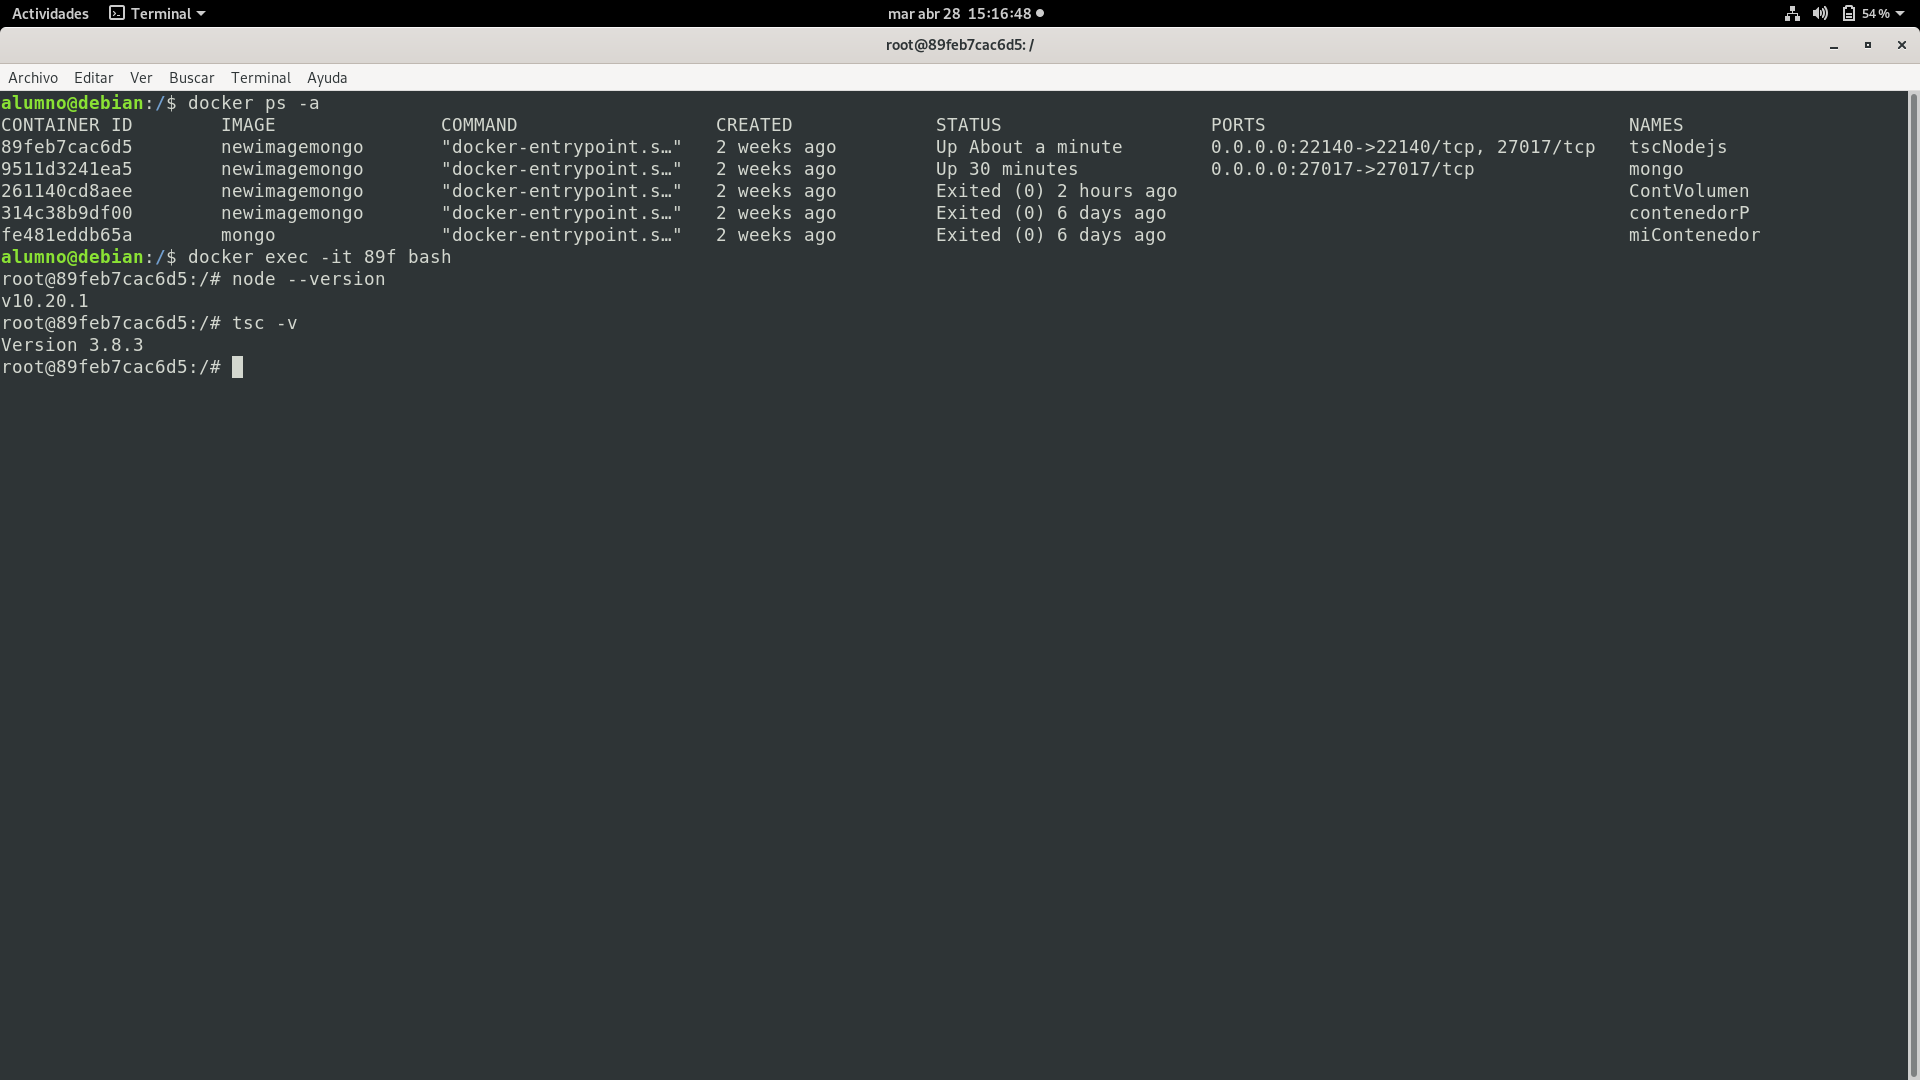 Actividades Terminal mar abr 28 15:16:48 54 %
root@89feb7cac6d5: /
Archivo Editar Ver Buscar Terminal Ayuda
alumno@debian:/$ docker ps -a
CONTAINER ID IMAGE COMMAND CREATED STATUS PORTS NAMES
89feb7cac6d5 newimagemongo "docker-entrypoint.s…" 2 weeks ago Up About a minute 0.0.0.0:22140->22140/tcp, 27017/tcp tscNodejs
9511d3241ea5 newimagemongo "docker-entrypoint.s…" 2 weeks ago Up 30 minutes 0.0.0.0:27017->27017/tcp mongo
261140cd8aee newimagemongo "docker-entrypoint.s…" 2 weeks ago Exited (0) 2 hours ago ContVolumen
314c38b9df00 newimagemongo "docker-entrypoint.s…" 2 weeks ago Exited (0) 6 days ago contenedorP
fe481eddb65a mongo "docker-entrypoint.s…" 2 weeks ago Exited (0) 6 days ago miContenedor
alumno@debian:/$ docker exec -it 89f bash
root@89feb7cac6d5:/# node --version
v10.20.1
root@89feb7cac6d5:/# tsc -v
Version 3.8.3
root@89feb7cac6d5:/#